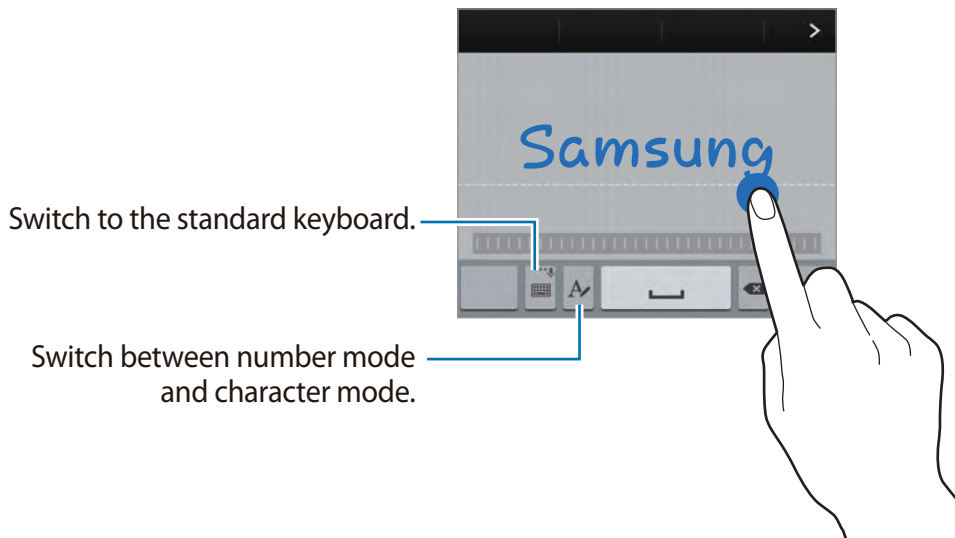 Samsung
Switch to the standard keyboard.
A
Switch between number mode
and character mode.